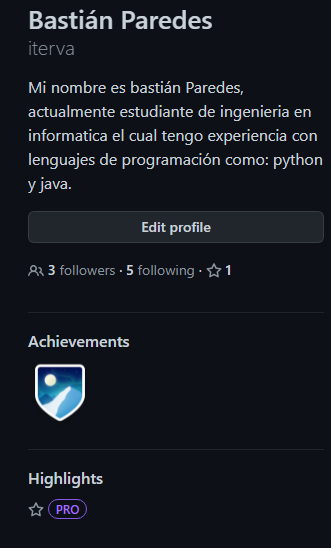 Bastián Paredes
iterva
Mi nombre es bastián Paredes,
actualmente estudiante de ingenieria en
informatica el cual tengo experiencia con
lenguajes de programación como: python
y java.
Edit profile
3 followers · 5 following · 1
Achievements
Highlights
PRO